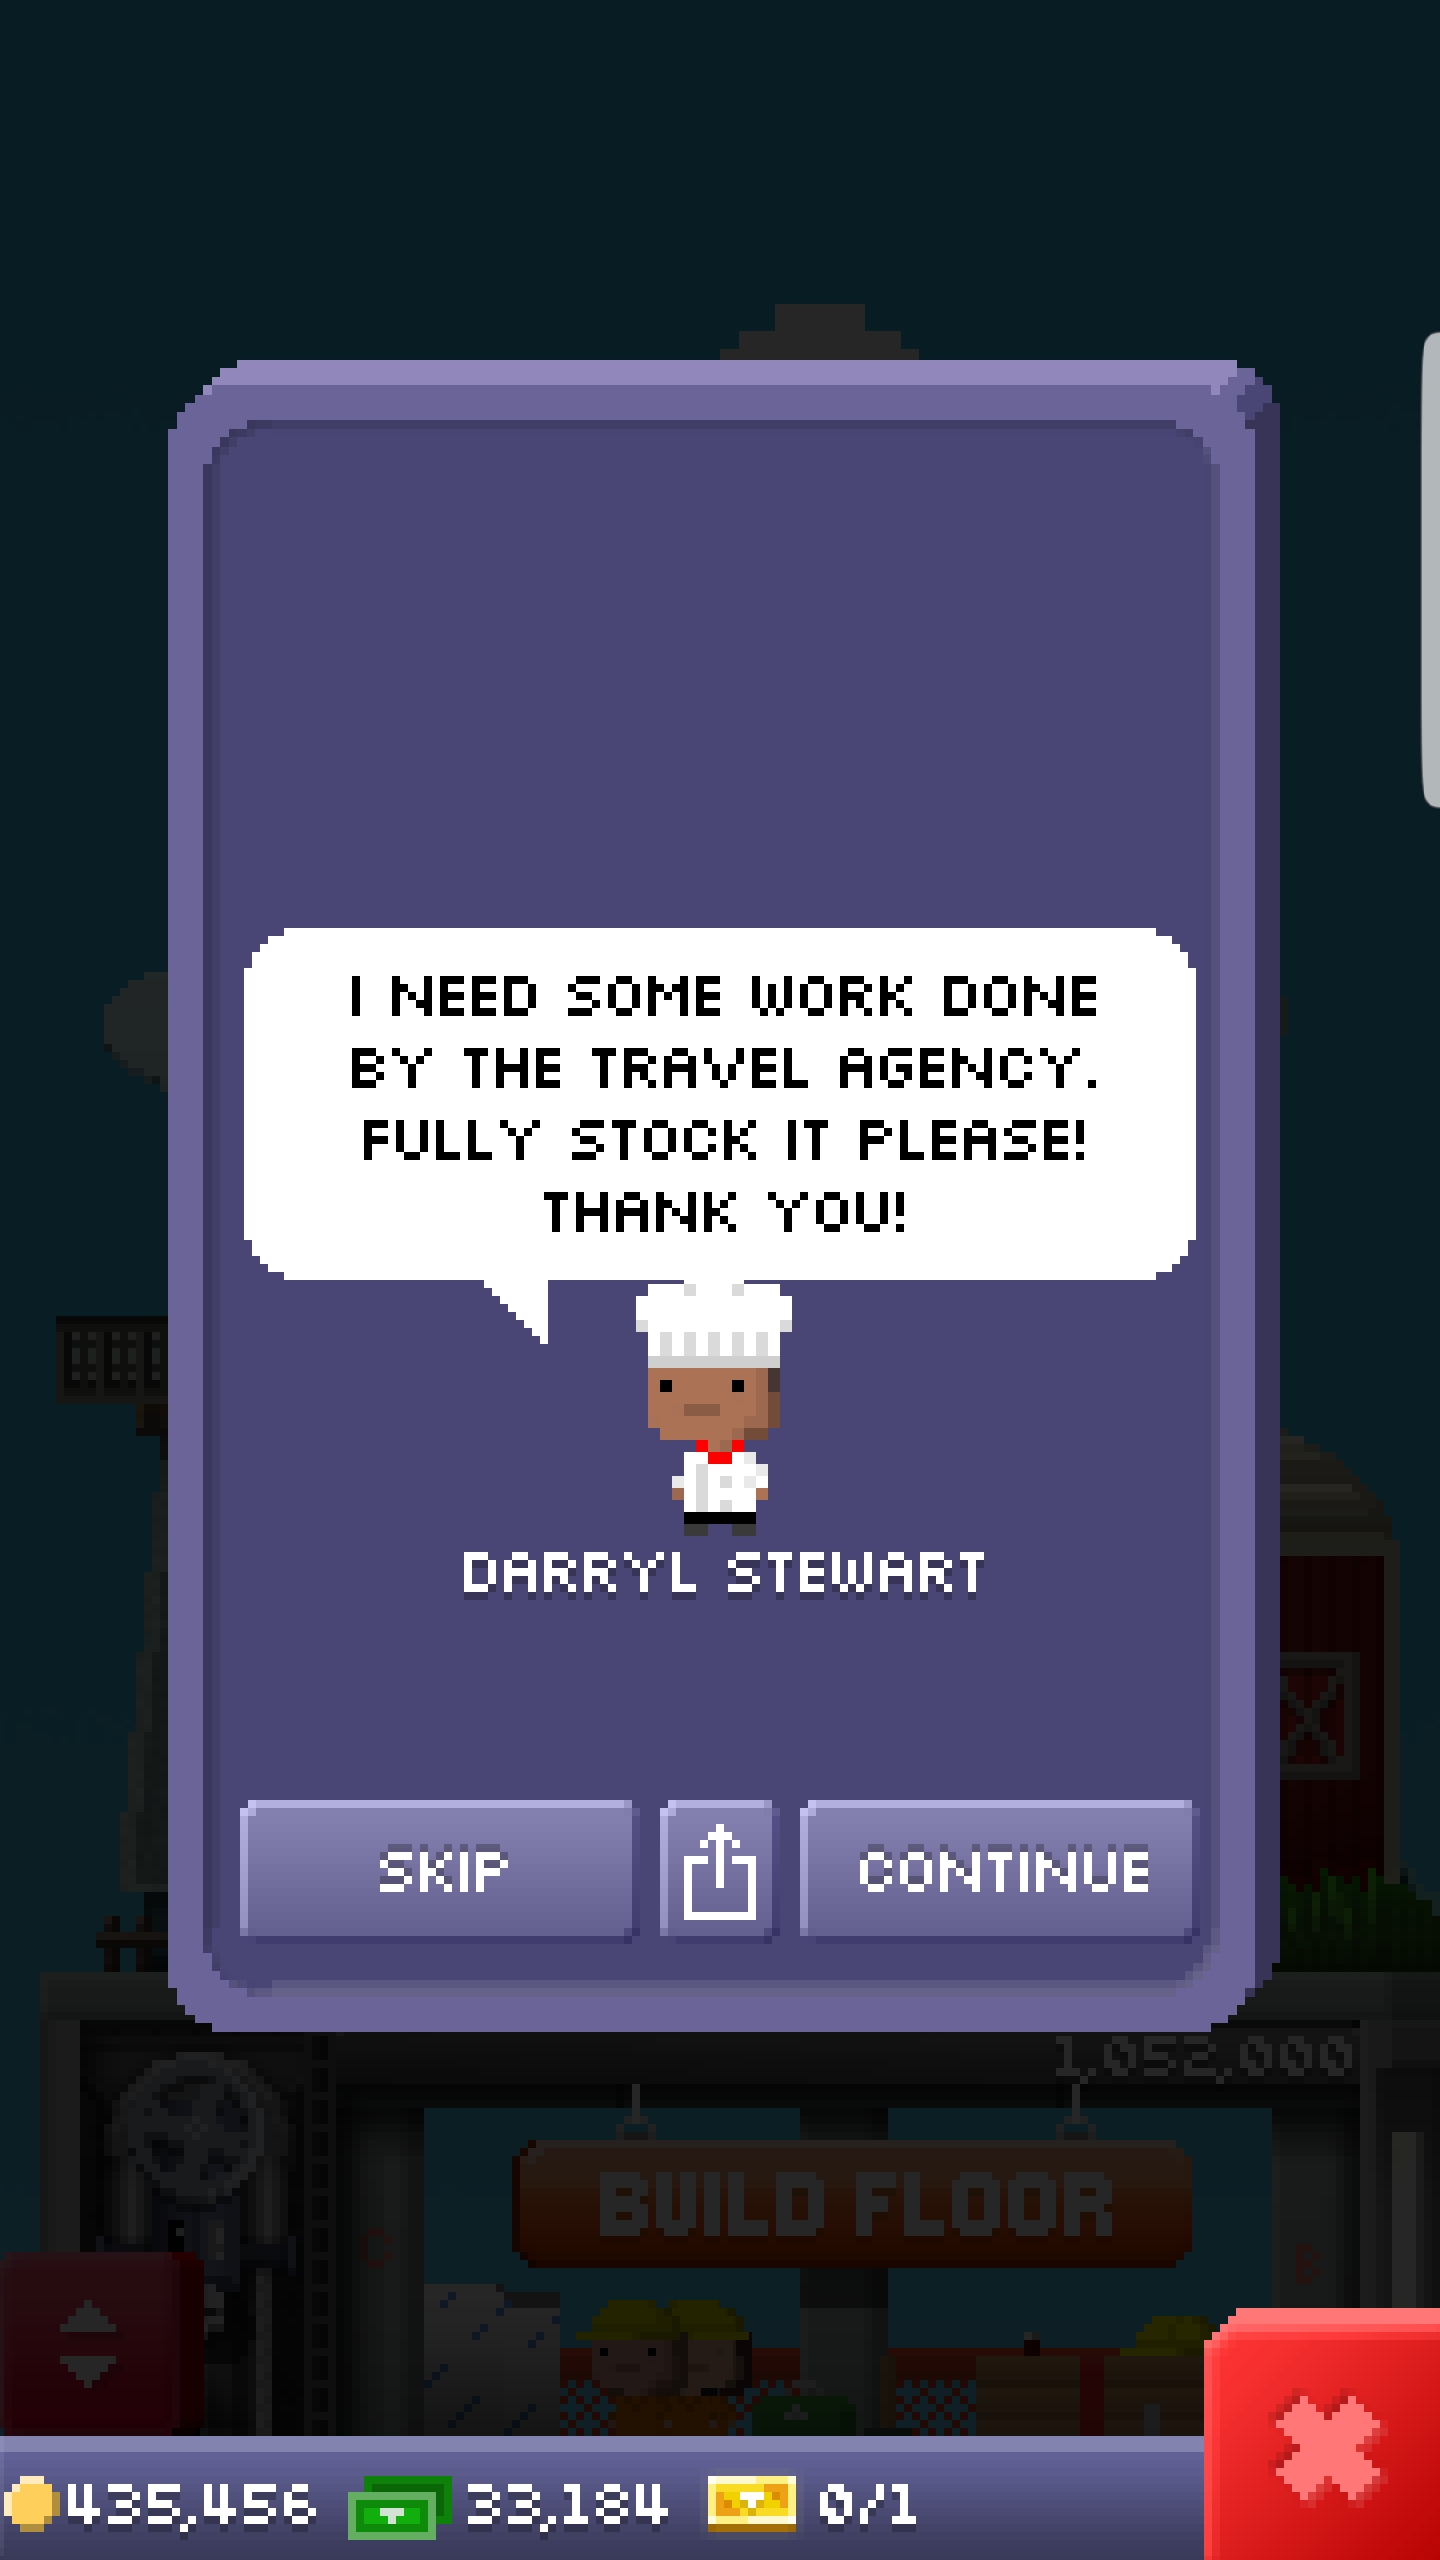 I NEED SOME WORK DONE
BY THE TRAVEL AGENCY.
FULLY STOCK IT PLEASE!
THANK YOU!
DARRYL STEWART
SKIP
CONTINUE
1,052,000
BUILD FLOOR
C
B
435,456
33,184
0/1